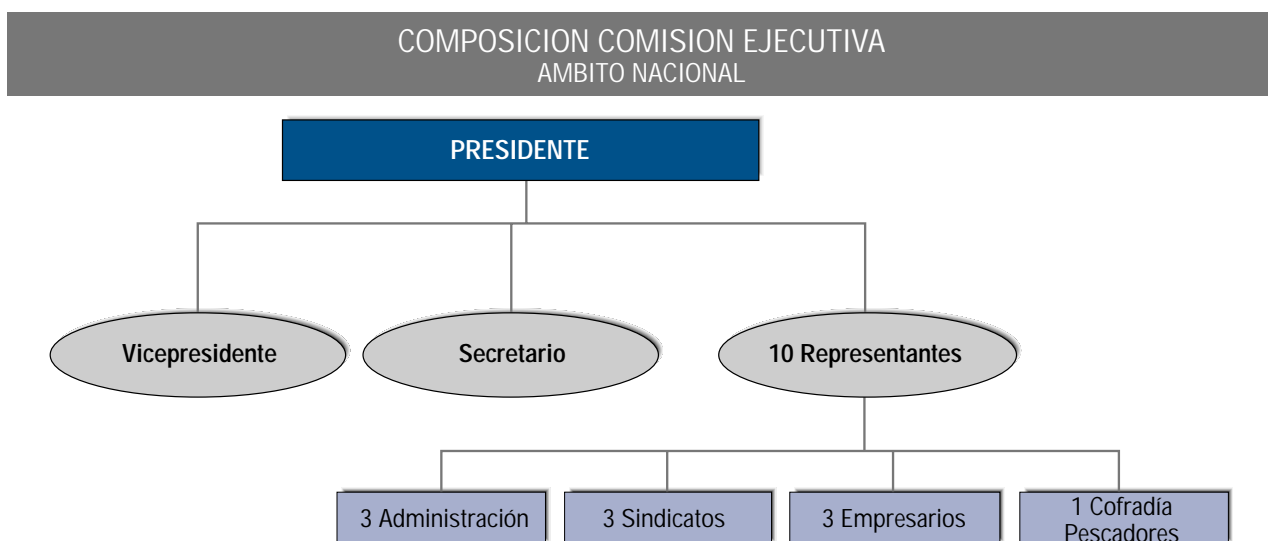 COMPOSICION COMISION EJECUTIVA
AMBITO NACIONAL
PRESIDENTE
Vicepresidente
Secretario
10 Representantes
3 Administración
3 Sindicatos
3 Empresarios
1 Cofradía
Pescadores